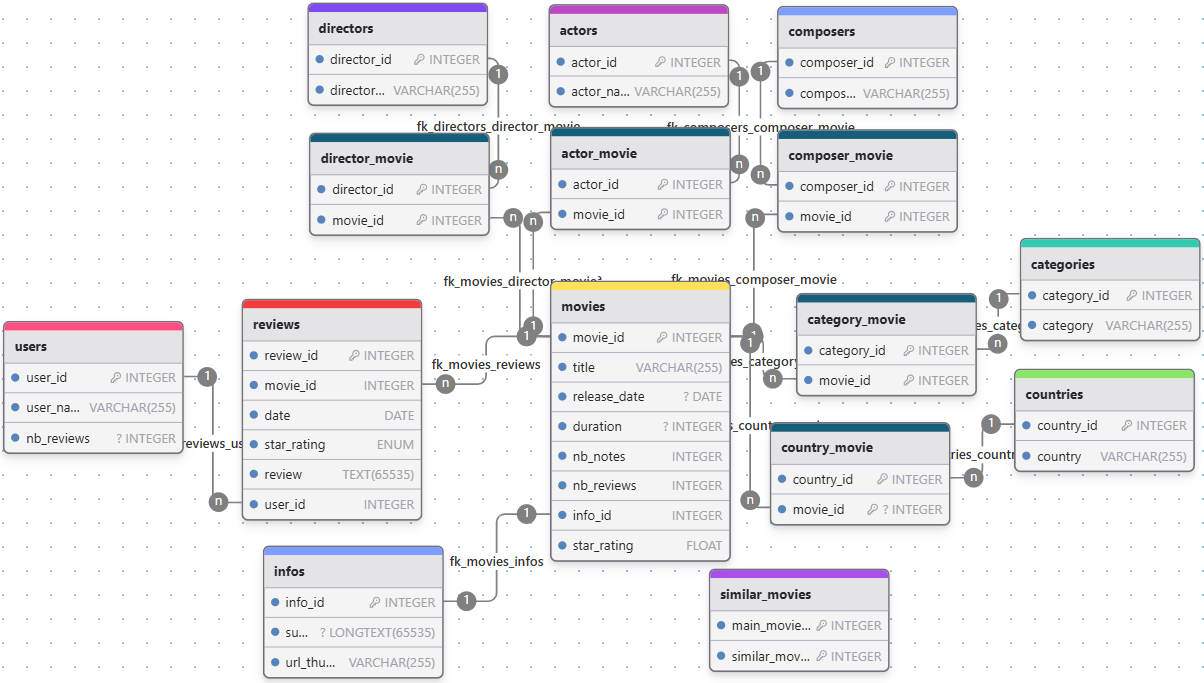 directors
director_id INTEGER
director... VARCHAR(255)
actors
actor_id INTEGER
actor_na... VARCHAR(255)
composers
composer_id INTEGER
compos... VARCHAR(255)
1
1
1
fk_directors_director_movie
fk_composers_composer_movie
director_movie
director_id INTEGER
movie_id INTEGER
n
n
actor_movie
actor_id INTEGER
movie_id INTEGER
n
n
composer_movie
composer_id INTEGER
movie_id INTEGER
n
n
fk_movies_director_movie
fk_movies_composer_movie
categories
category_id INTEGER
category VARCHAR(255)
1
n
users
user_id INTEGER
user_na... VARCHAR(255)
nb_reviews ? INTEGER
1
n
reviews_us
reviews
review_id INTEGER
movie_id INTEGER
date DATE
star_rating ENUM
review TEXT(65535)
user_id INTEGER
fk_movies_reviews
n
1
1
movies
movie_id INTEGER
title VARCHAR(255)
release_date ? DATE
duration ? INTEGER
nb_notes INTEGER
nb_reviews INTEGER
info_id INTEGER
star_rating FLOAT
1
1
es_category
n
category_movie
category_id INTEGER
movie_id INTEGER
es_categ
countries
country_id INTEGER
country VARCHAR(255)
1
n
ries_countr
s_count
country_movie
country_id INTEGER
movie_id ? INTEGER
n
infos
info_id INTEGER
su... ? LONGTEXT(65535)
url_thu... VARCHAR(255)
fk_movies_infos
1
1
similar_movies
main_movie... INTEGER
similar_mov... INTEGER